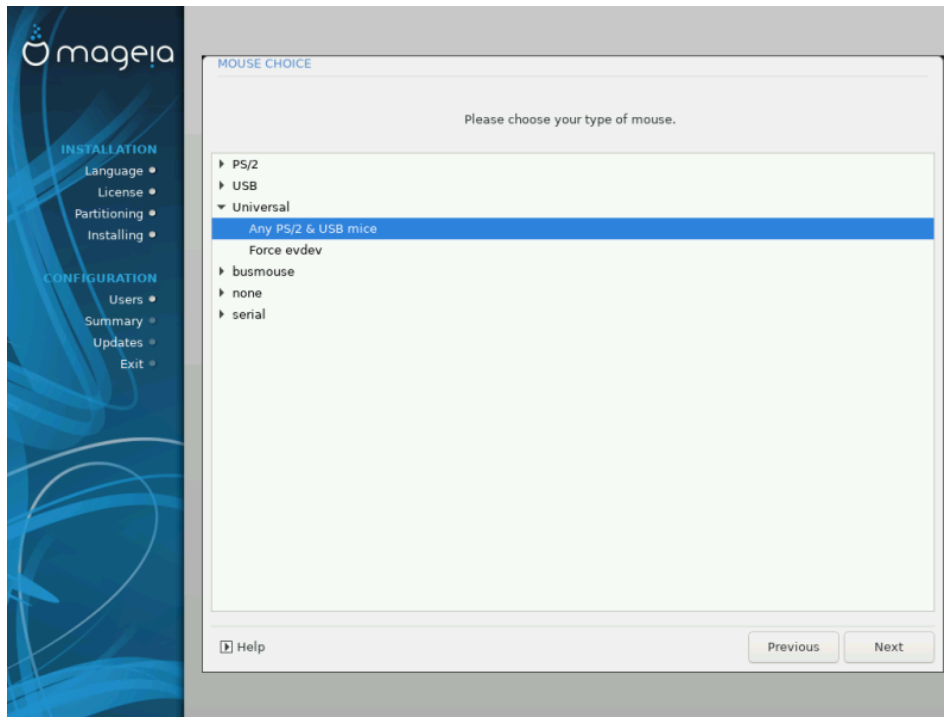 mageia
INSTALLATION
Language
License
Partitioning
Installing
CONFIGURATION
Users
Summary
Updates
Exit
MOUSE CHOICE
Please choose your type of mouse.
PS/2
USB
Universal
Any PS/2 & USB mice
Force evdev
busmouse
none
serial
Help
Previous
Next